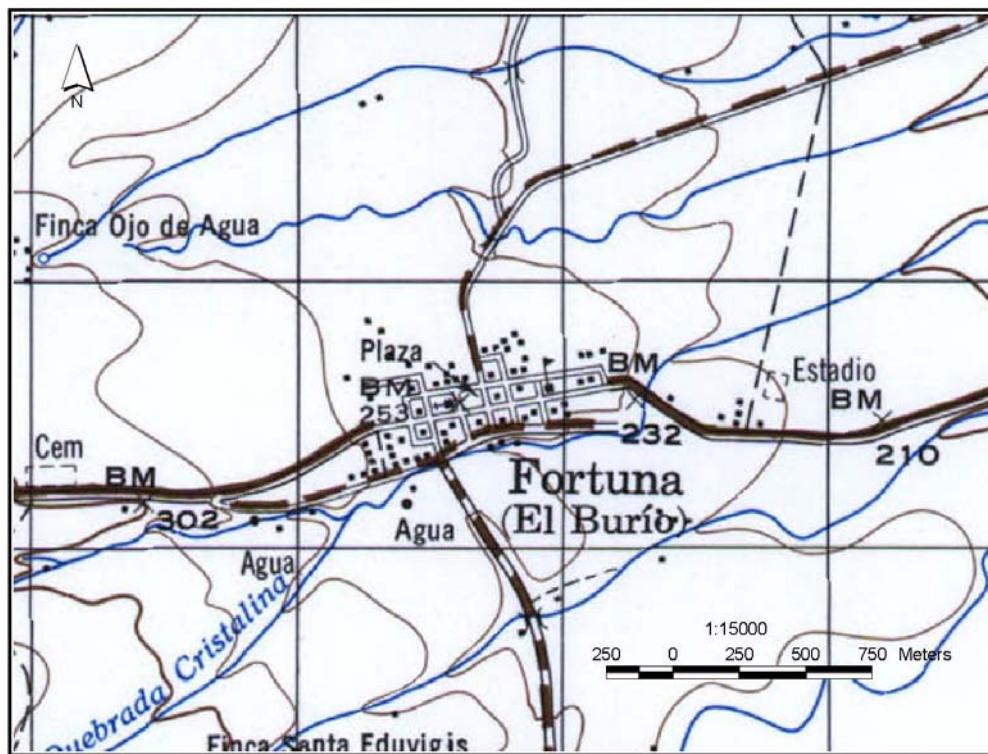 N
Finca Ojo de Agua
Plaza
BM
253
BM
Estadio
BM
232
210
Cem
BM
302
Fortuna
(El Burío)
Agua
Agua
Quebrada Cristalina
1:15000
250 0 250 500 750 Meters
Finca Santa Eduvigis